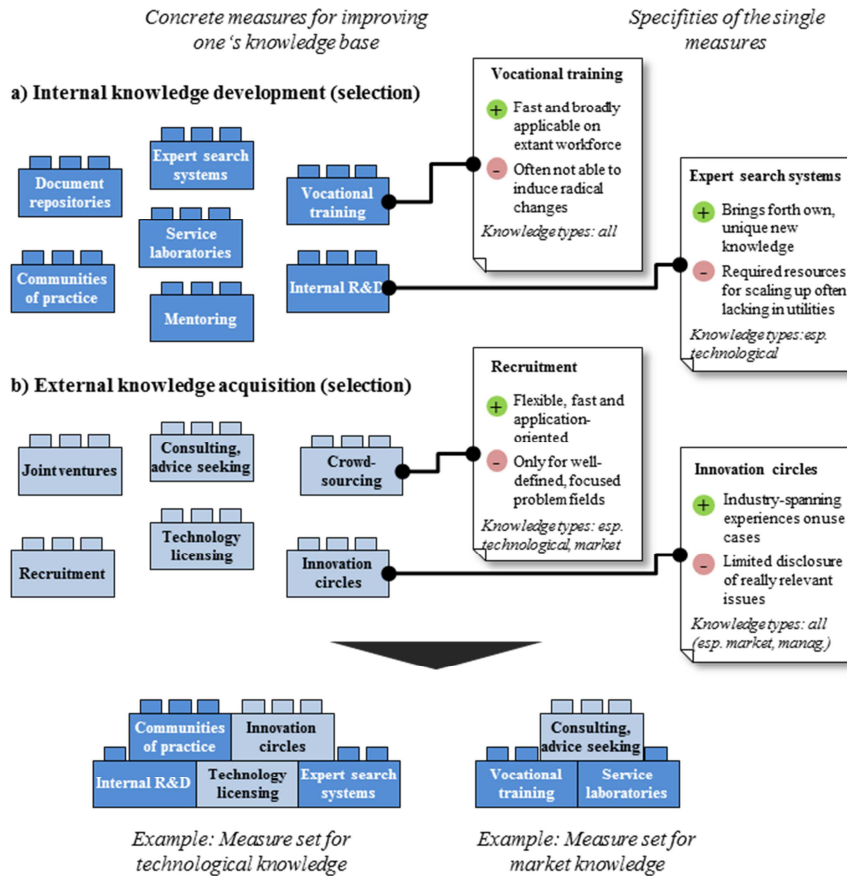 Concrete measures for improving
one‘s knowledge base
Specifities of the single
measures
a) Internal knowledge development (selection)
Document
repositories
Expert search
systems
Service
laboratories
Communities
of practice
Mentoring
Vocational
training
Internal R&D
Vocational training
+ Fast and broadly
applicable on
extant workforce
- Often not able to
induce radical
changes
Knowledge types: all
Expert search systems
+ Brings forth own,
unique new
knowledge
- Required resources
for scaling up often
lacking in utilities
Knowledge types: esp.
technological
b) External knowledge acquisition (selection)
Joint ventures
Consulting,
advice seeking
Crowd-
sourcing
Recruitment
Technology
licensing
Innovation
circles
Recruitment
+ Flexible, fast and
application-
oriented
- Only for well-
defined, focused
problem fields
Knowledge types: esp.
technological, market
Innovation circles
+ Industry-spanning
experiences on use
cases
- Limited disclosure
of really relevant
issues
Knowledge types: all
(esp. market, manag.)
Communities
of practice
Innovation
circles
Internal R&D
Technology
licensing
Expert search
systems
Example: Measure set for
technological knowledge
Consulting,
advice seeking
Vocational
training
Service
laboratories
Example: Measure set for
market knowledge